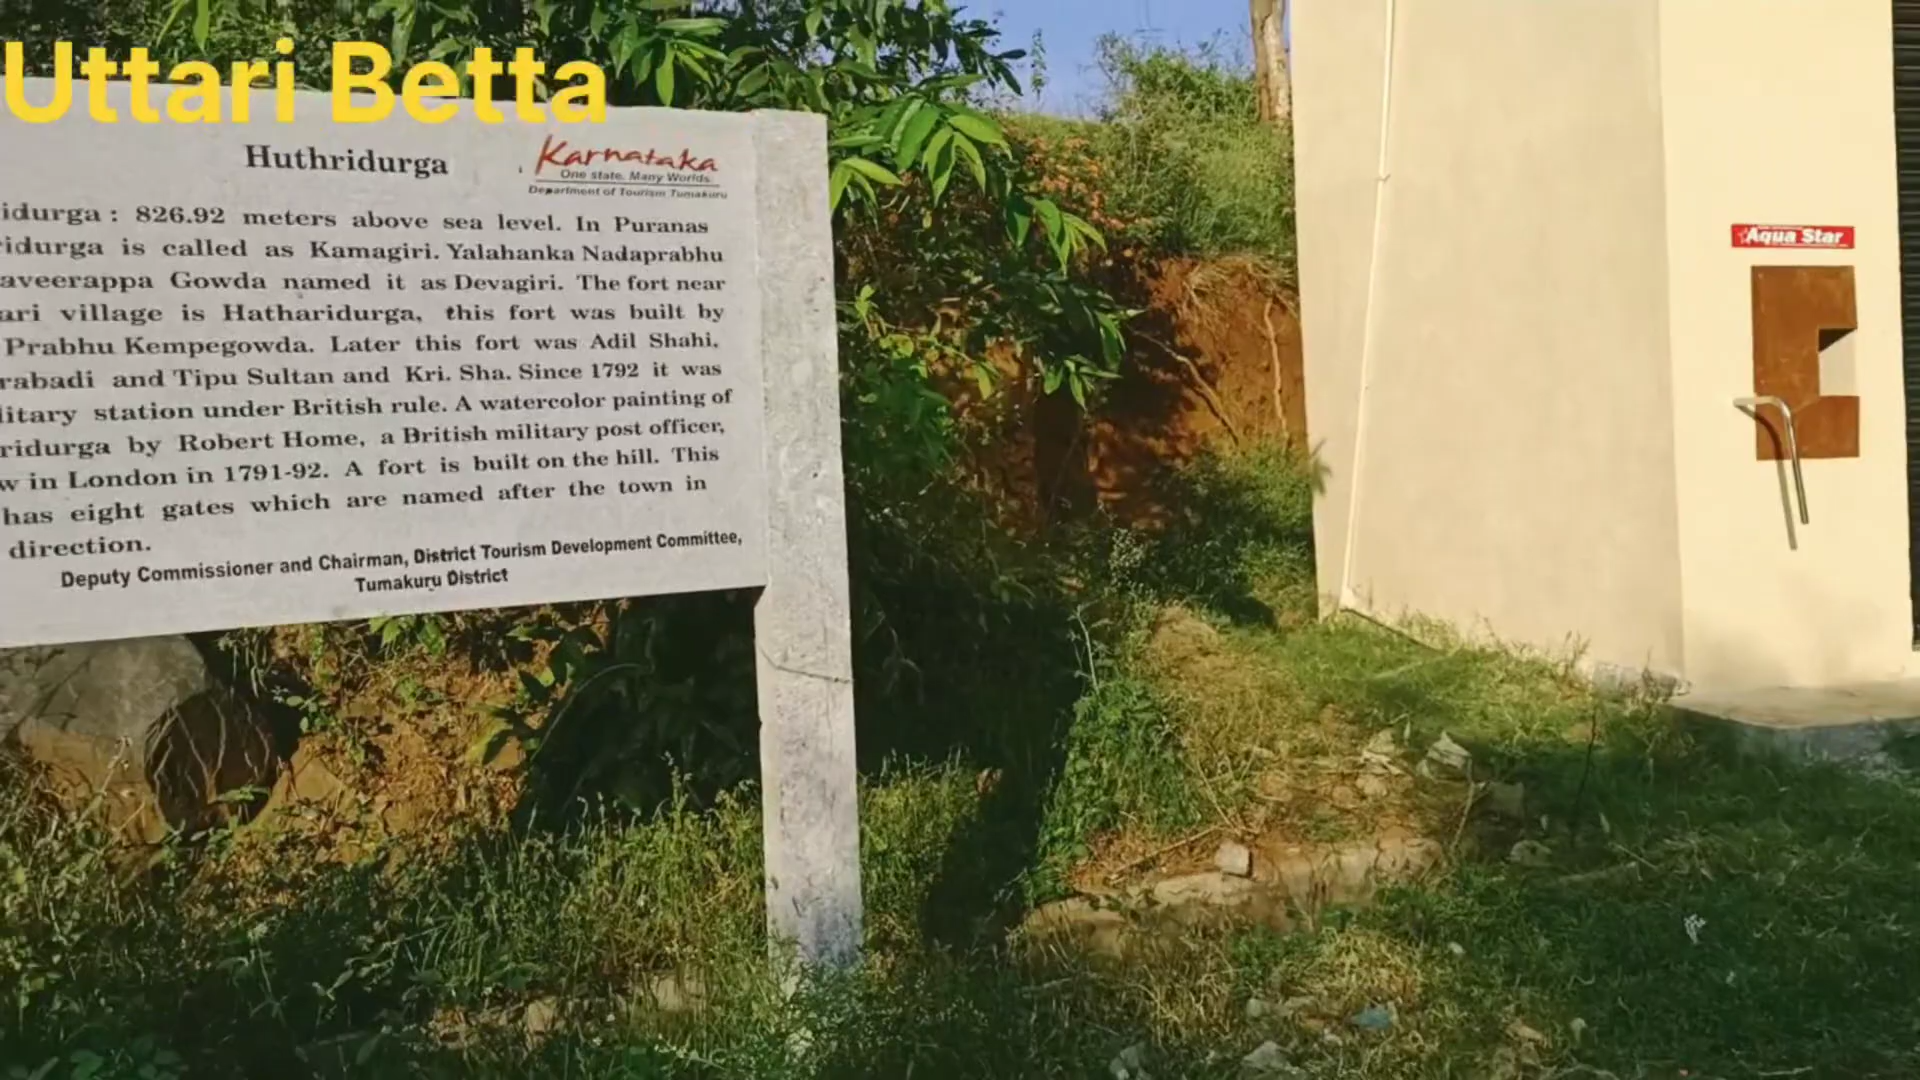 Uttari Betta
Huthridurga
Karnataka
One state. Many Worlds
Department of Tourism Tumakuru
idurga : 826.92 meters above sea level. In Puranas
ridurga is called as Kamagiri. Yalahanka Nadaprabhu
aveerappa Gowda named it as Devagiri. The fort near
ari village is Hatharidurga, this fort was built by
Prabhu Kempegowda. Later this fort was Adil Shahi,
rabadi and Tipu Sultan and Kri. Sha. Since 1792 it was
litary station under British rule. A watercolor painting of
ridurga by Robert Home, a British military post officer,
w in London in 1791-92. A fort is built on the hill. This
has eight gates which are named after the town in
direction.
Deputy Commissioner and Chairman, District Tourism Development Committee,
Tumakuru District
Aqua Star